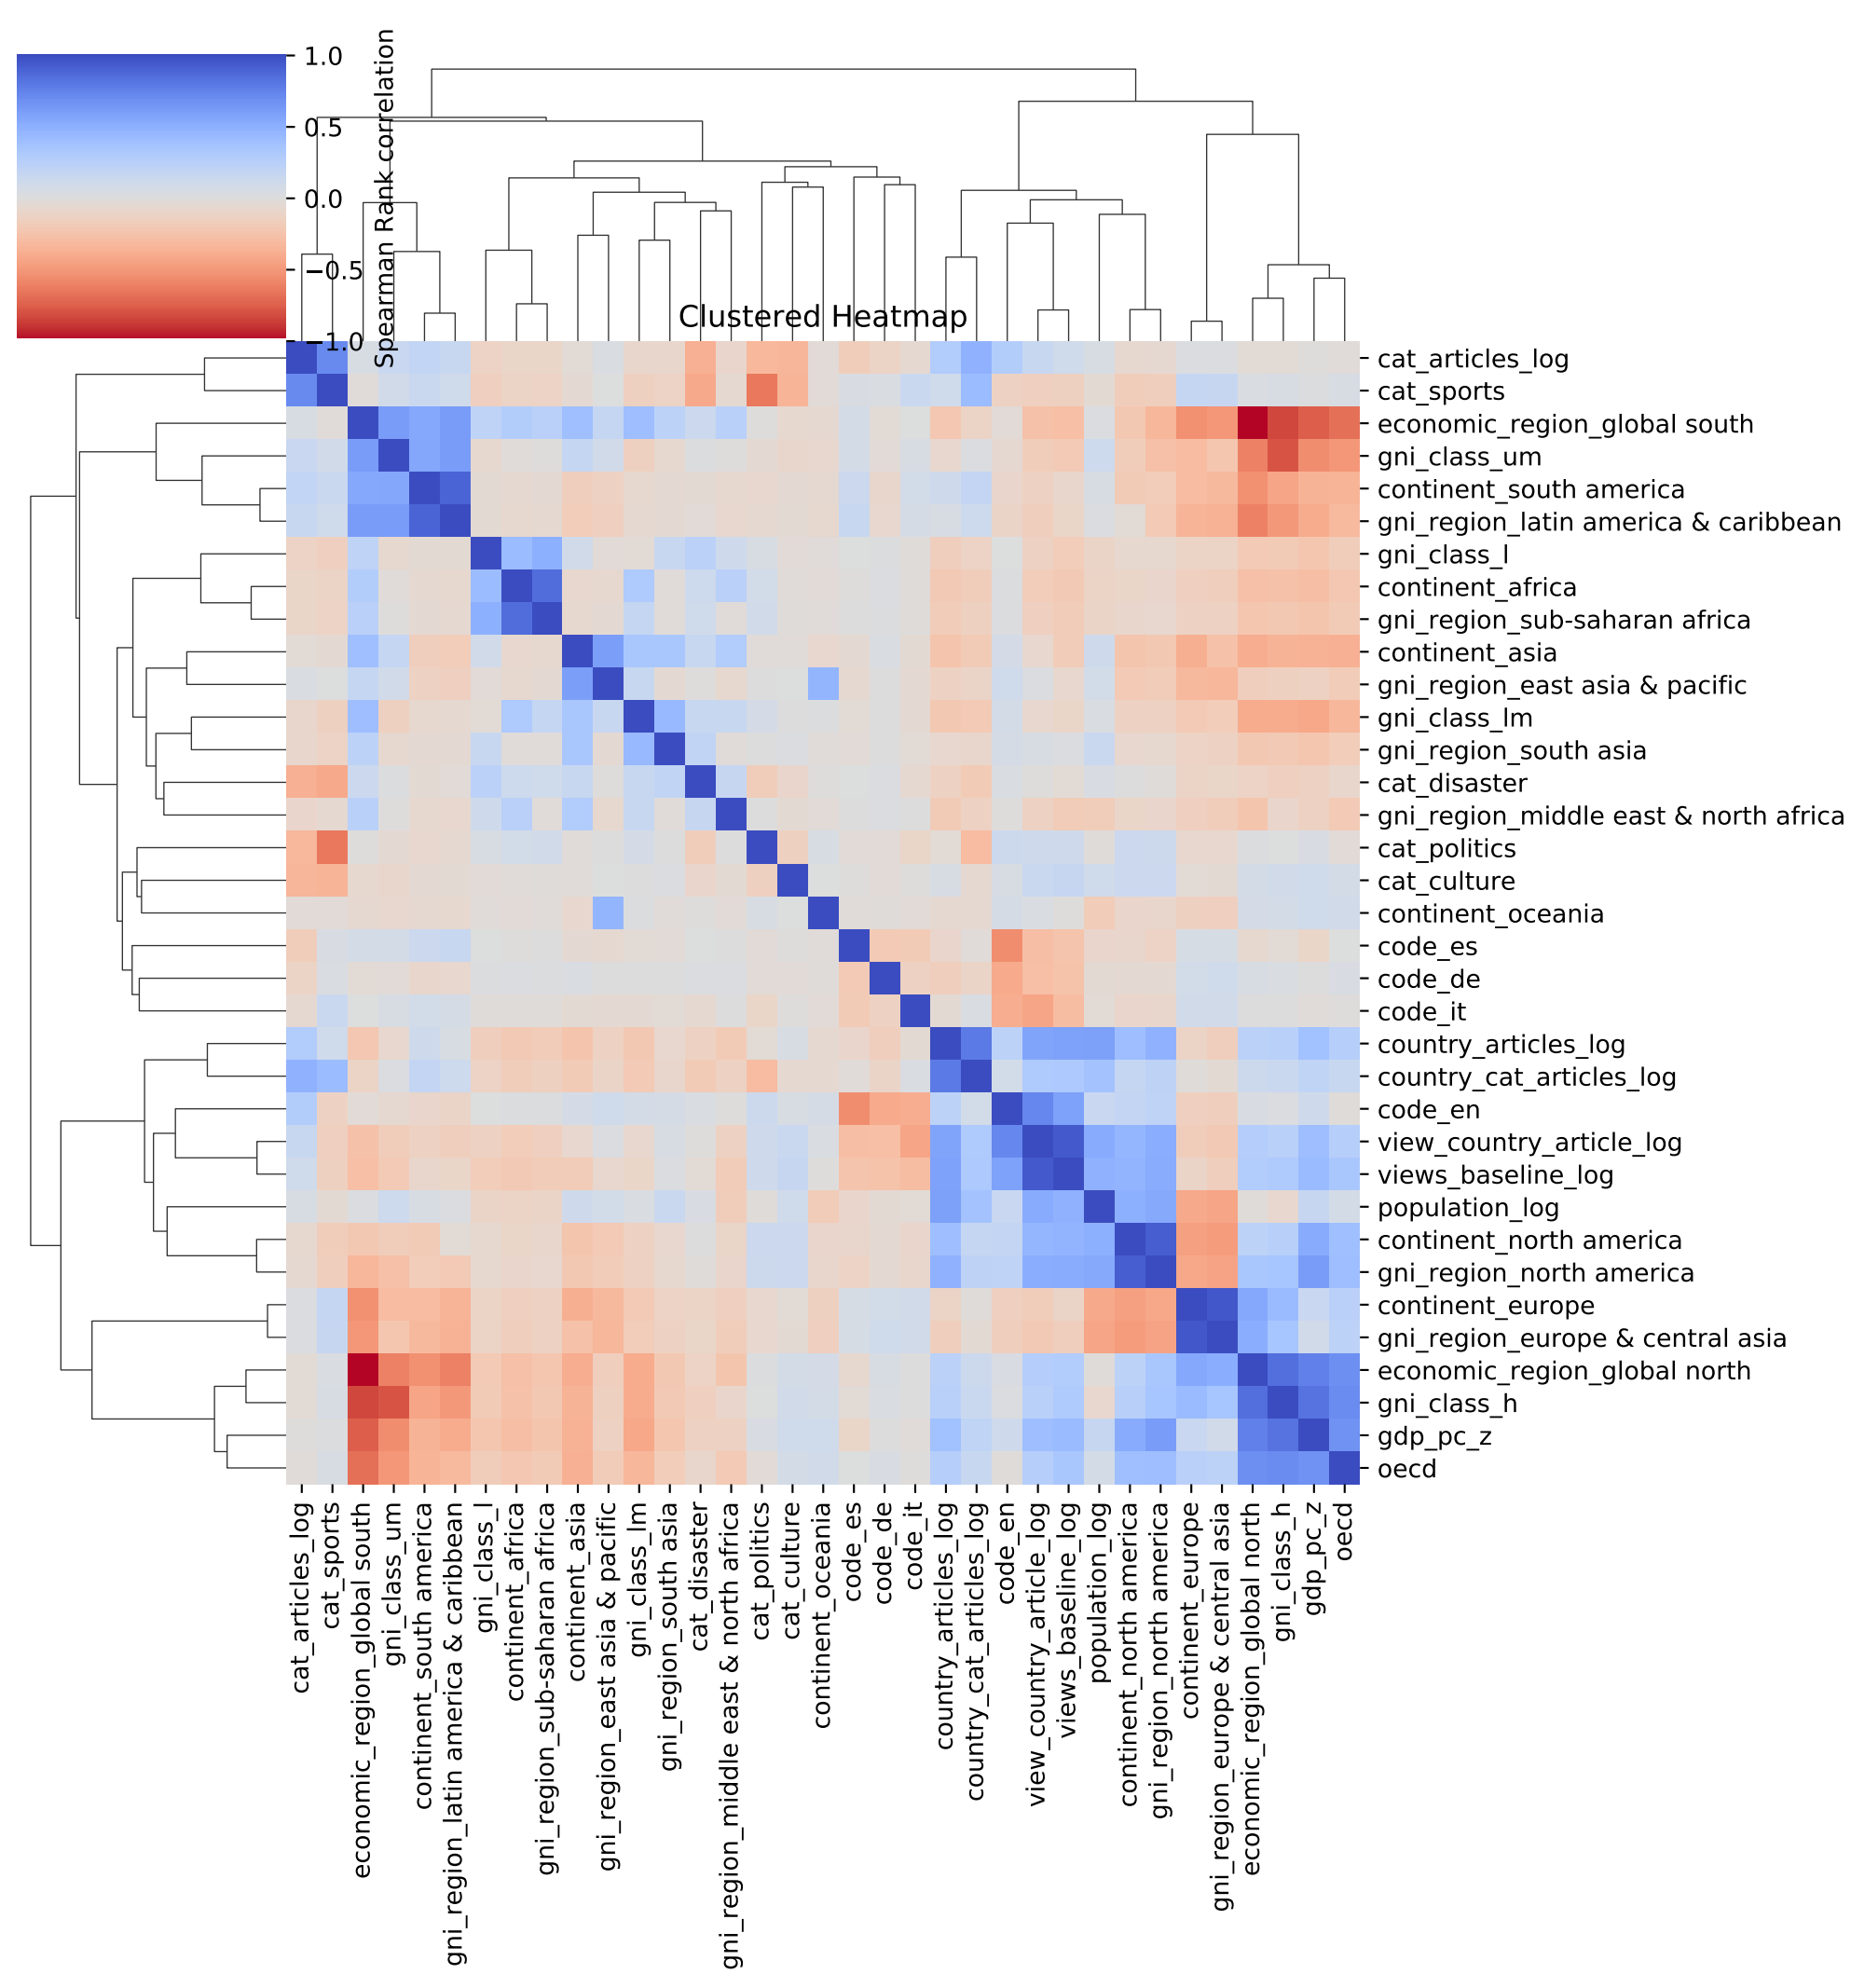 1.0
0.5
0.0
−0.5
−1.0
Spearman Rank correlation
Clustered Heatmap
cat_articles_log
cat_sports
economic_region_global south
gni_class_um
continent_south america
gni_region_latin america & caribbean
gni_class_l
continent_africa
gni_region_sub-saharan africa
continent_asia
gni_region_east asia & pacific
gni_class_lm
gni_region_south asia
cat_disaster
gni_region_middle east & north africa
cat_politics
cat_culture
continent_oceania
code_es
code_de
code_it
country_articles_log
country_cat_articles_log
code_en
view_country_article_log
views_baseline_log
population_log
continent_north america
gni_region_north america
continent_europe
gni_region_europe & central asia
economic_region_global north
gni_class_h
gdp_pc_z
oecd
cat_articles_log
cat_sports
economic_region_global south
gni_class_um
continent_south america
gni_region_latin america & caribbean
gni_class_l
continent_africa
gni_region_sub-saharan africa
continent_asia
gni_region_east asia & pacific
gni_class_lm
gni_region_south asia
cat_disaster
gni_region_middle east & north africa
cat_politics
cat_culture
continent_oceania
code_es
code_de
code_it
country_articles_log
country_cat_articles_log
code_en
view_country_article_log
views_baseline_log
population_log
continent_north america
gni_region_north america
continent_europe
gni_region_europe & central asia
economic_region_global north
gni_class_h
gdp_pc_z
oecd